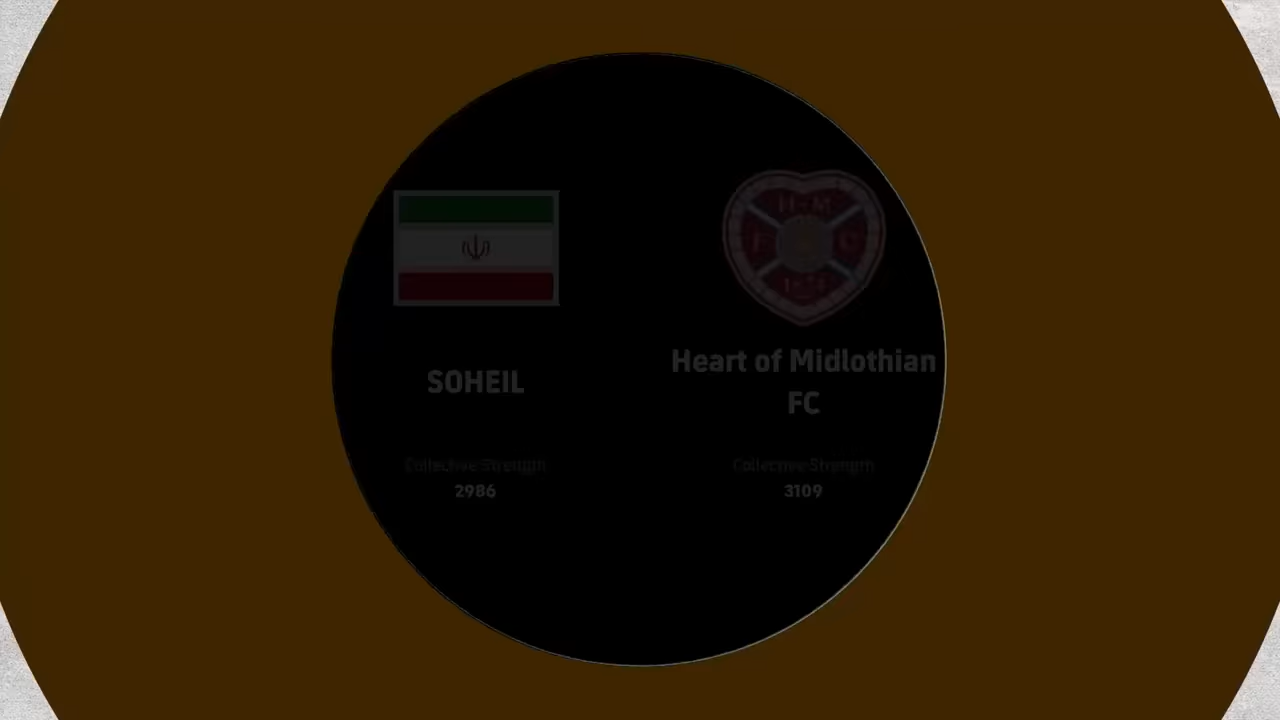 H M
F C
SOHEIL
Heart of Midlothian
FC
Collective Strength
2986
Collective Strength
3109